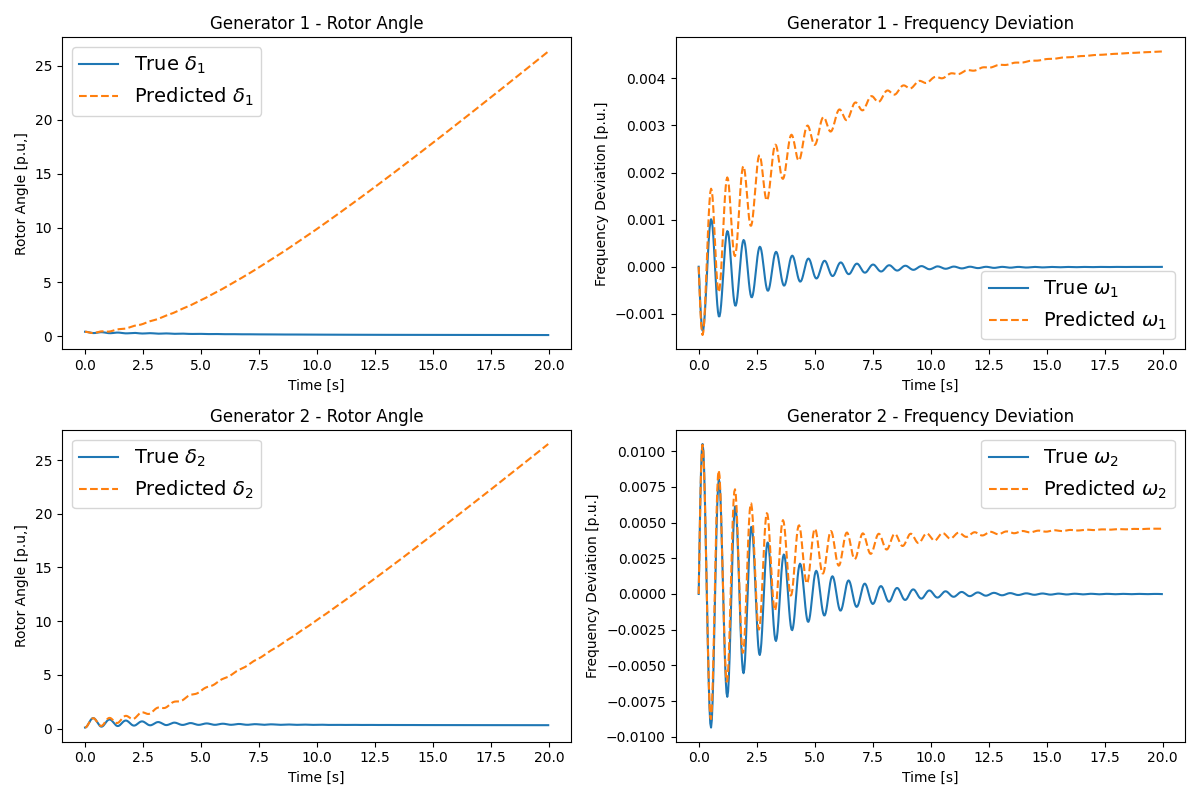 Generator 1 - Rotor Angle
Rotor Angle [p.u,]
25
20
15
10
5
0
True δ₁
Predicted δ₁
0.0 2.5 5.0 7.5 10.0 12.5 15.0 17.5 20.0
Time [s]
Generator 1 - Frequency Deviation
Frequency Deviation [p.u.]
0.004
0.003
0.002
0.001
0.000
−0.001
True ω₁
Predicted ω₁
0.0 2.5 5.0 7.5 10.0 12.5 15.0 17.5 20.0
Time [s]
Generator 2 - Rotor Angle
Rotor Angle [p.u,]
25
20
15
10
5
0
True δ₂
Predicted δ₂
0.0 2.5 5.0 7.5 10.0 12.5 15.0 17.5 20.0
Time [s]
Generator 2 - Frequency Deviation
Frequency Deviation [p.u.]
0.0100
0.0075
0.0050
0.0025
0.0000
−0.0025
−0.0050
−0.0075
−0.0100
True ω₂
Predicted ω₂
0.0 2.5 5.0 7.5 10.0 12.5 15.0 17.5 20.0
Time [s]